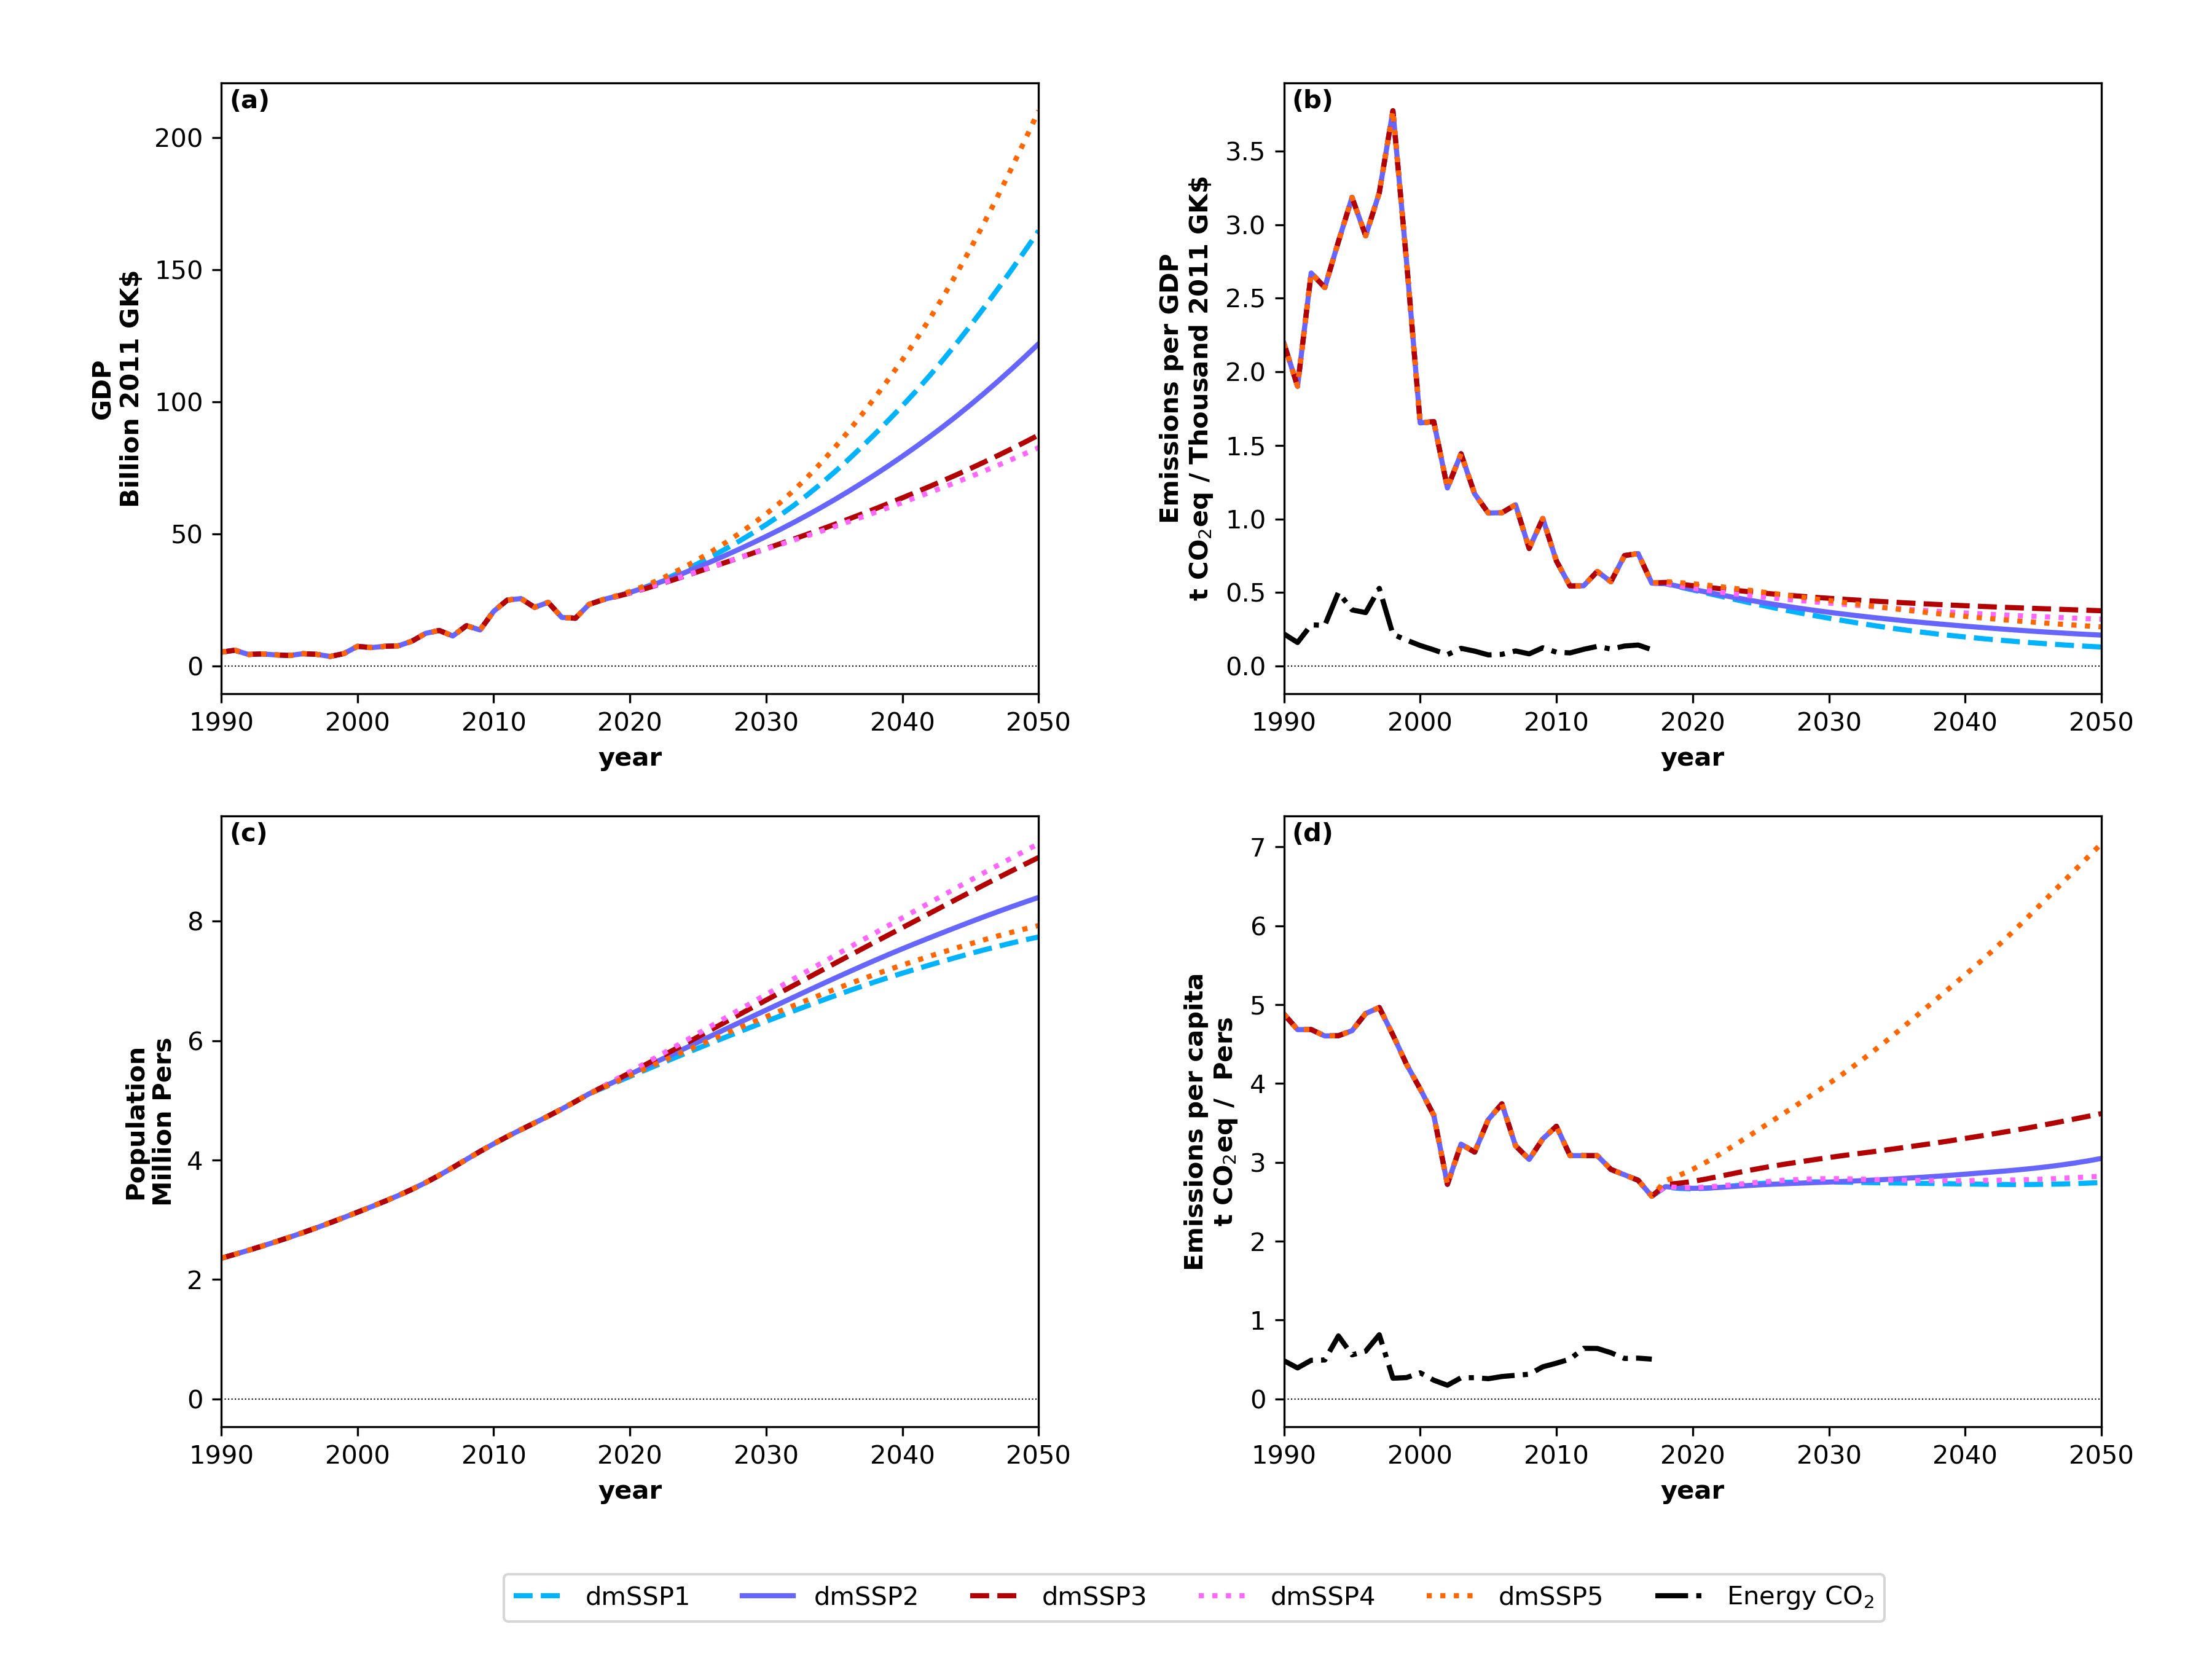 (a)
GDP
Billion 2011 GK$
200
150
100
50
0
1990 2000 2010 2020 2030 2040 2050
year
(b)
Emissions per GDP
t CO₂eq / Thousand 2011 GK$
3.5
3.0
2.5
2.0
1.5
1.0
0.5
0.0
1990 2000 2010 2020 2030 2040 2050
year
(c)
Population
Million Pers
8
6
4
2
0
1990 2000 2010 2020 2030 2040 2050
year
(d)
Emissions per capita
t CO₂eq / Pers
7
6
5
4
3
2
1
0
1990 2000 2010 2020 2030 2040 2050
year
dmSSP1 dmSSP2 dmSSP3 dmSSP4 dmSSP5 Energy CO₂